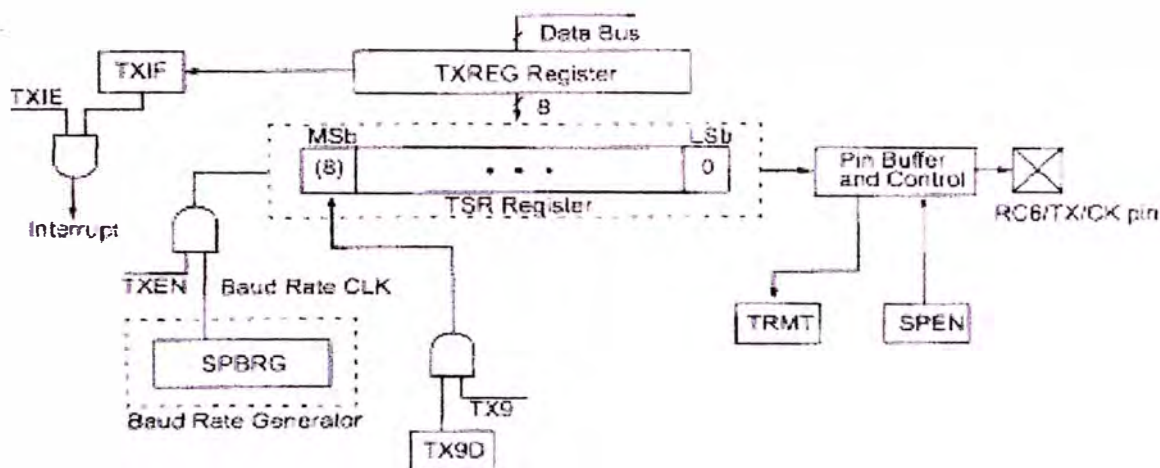 Data Bus
TXIF
TXREG Register
TXIE
8
MSb
LSb
(8)
• • •
0
Pin Buffer
and Control
TSR Register
Interrupt
RC6/TX/CK pin
TXEN
Baud Rate CLK
TRMT
SPEN
SPBRG
TX9
Baud Rate Generator
TX9D